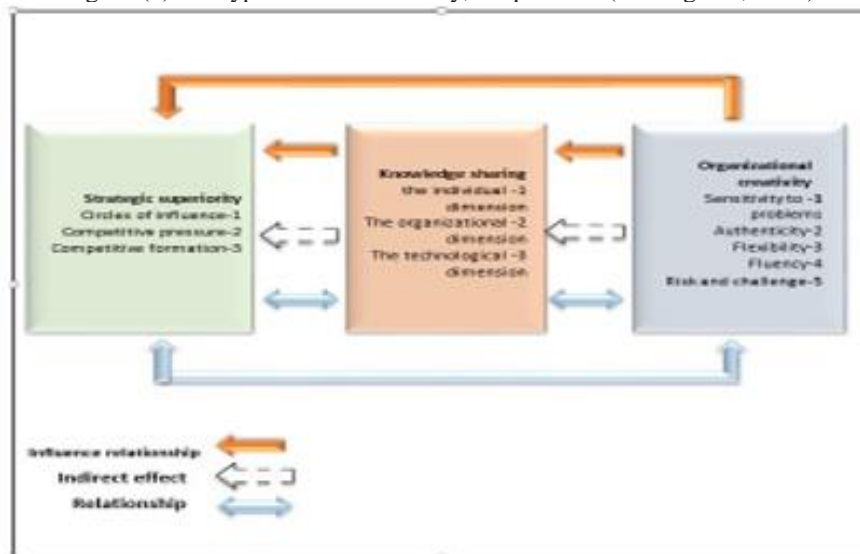 Strategic superiority
Circles of influence-1
Competitive pressure-2
Competitive formation-3
Knowledge sharing
the individual -1
dimension
The organizational -2
dimension
The technological -3
dimension
Organizational
creativity
Sensitivity to -1
problems
Authenticity-2
Flexibility-3
Fluency-4
Risk and challenge-5
Influence relationship
Indirect effect
Relationship